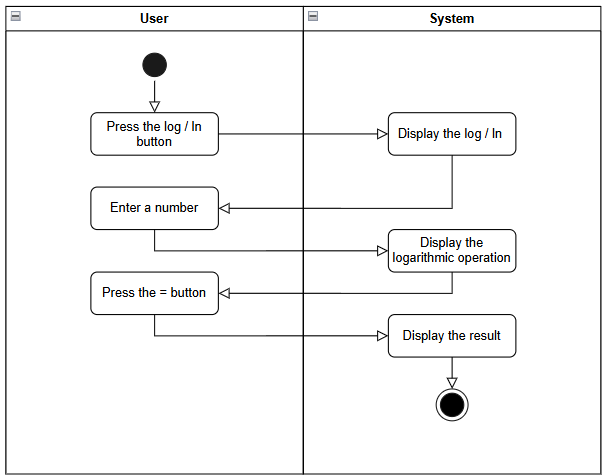 User
System
Press the log / ln
button
Display the log / ln
Enter a number
Display the
logarithmic operation
Press the = button
Display the result